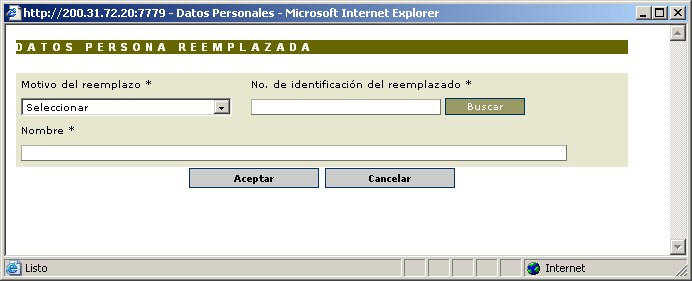 http://200.31.72.20:7779 - Datos Personales - Microsoft Internet Explorer
DATOS PERSONA REEMPLAZADA
Motivo del reemplazo * No. de identificación del reemplazado *
Seleccionar Buscar
Nombre *
Aceptar Cancelar
Listo Internet